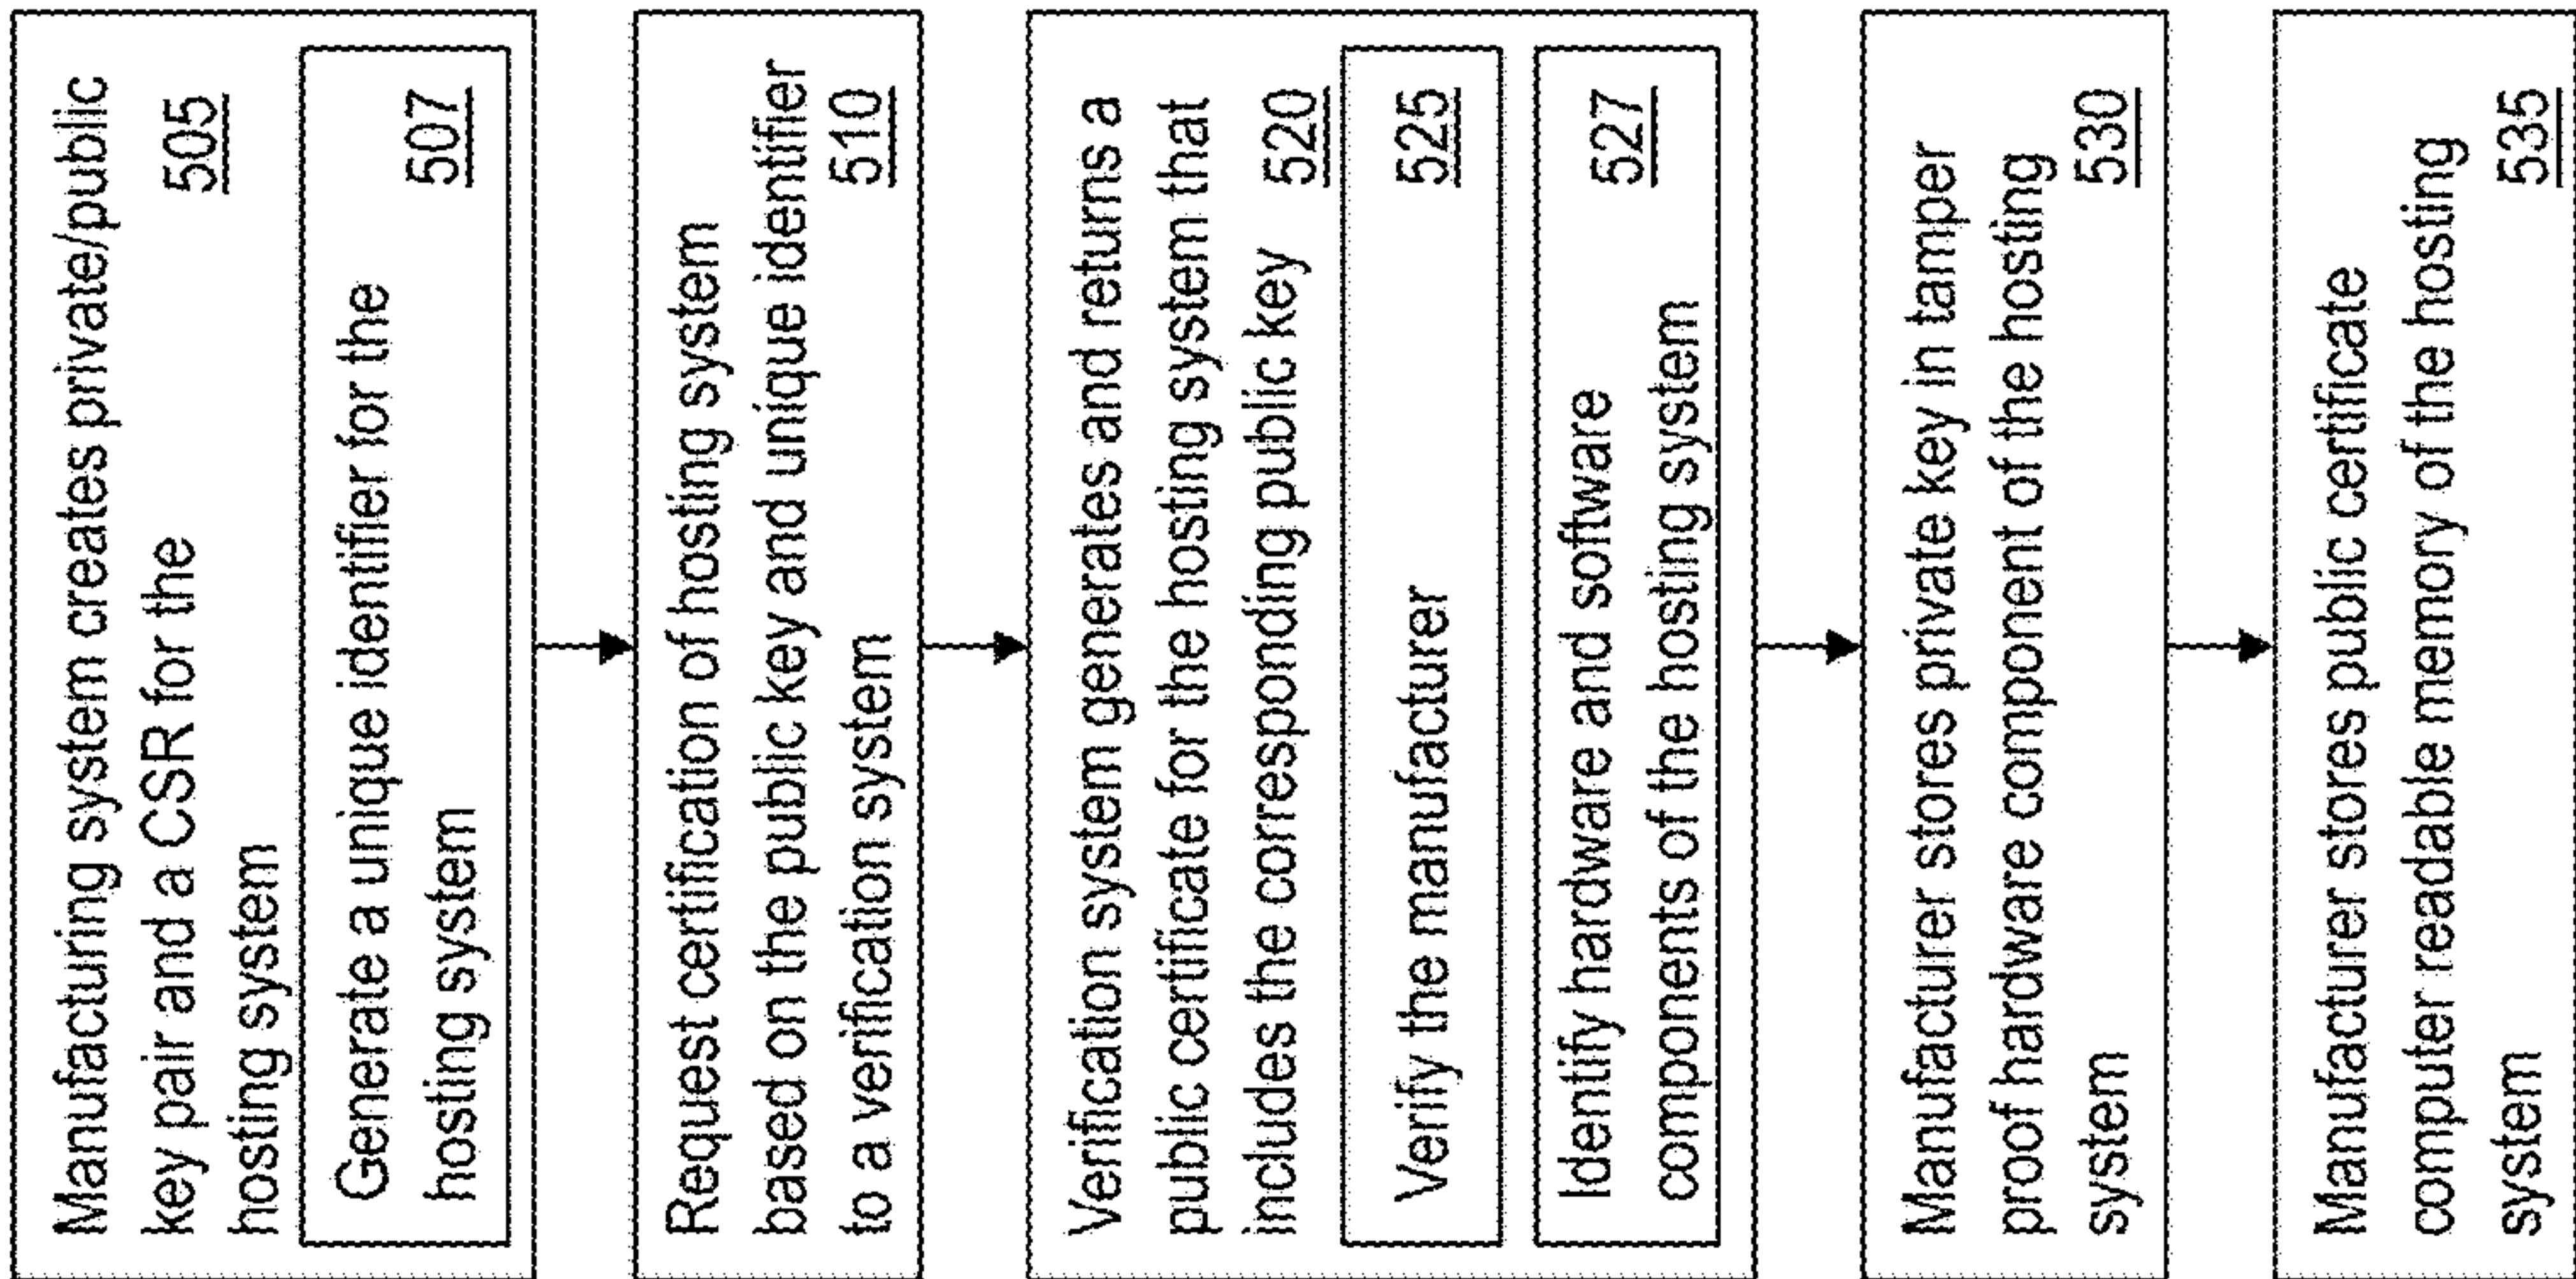 Manufacturing system creates private/public
key pair and a CSR for the
hosting system 505
Generate a unique identifier for the
hosting system 507
Request certification of hosting system
based on the public key and unique identifier
to a verification system 510
Verification system generates and returns a
public certificate for the hosting system that
includes the corresponding public key 520
Verify the manufacturer 525
Identify hardware and software
components of the hosting system 527
Manufacturer stores private key in tamper
proof hardware component of the hosting
system 530
Manufacturer stores public certificate
computer readable memory of the hosting
system 535